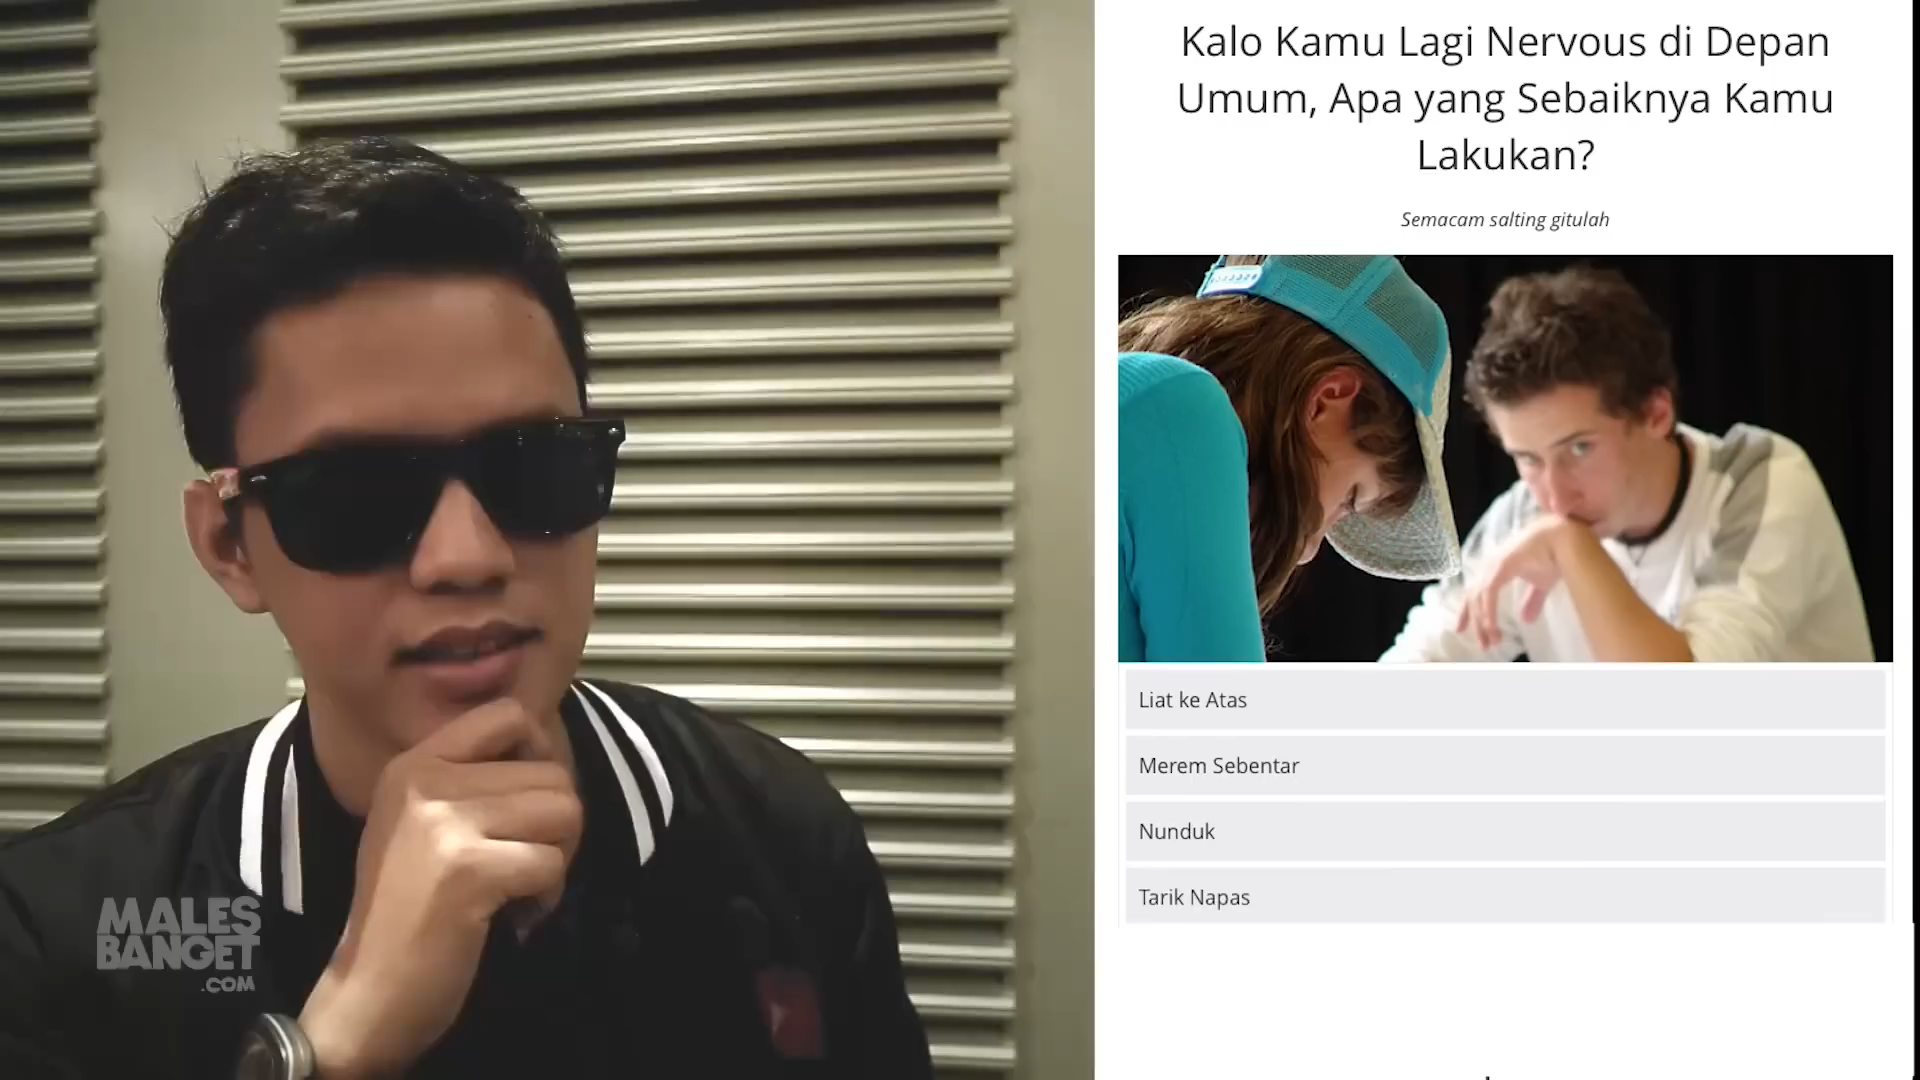 Kalo Kamu Lagi Nervous di Depan
Umum, Apa yang Sebaiknya Kamu
Lakukan?
Semacam salting gitulah
Liat ke Atas
Merem Sebentar
Nunduk
Tarik Napas
MALES
BANGET
.COM